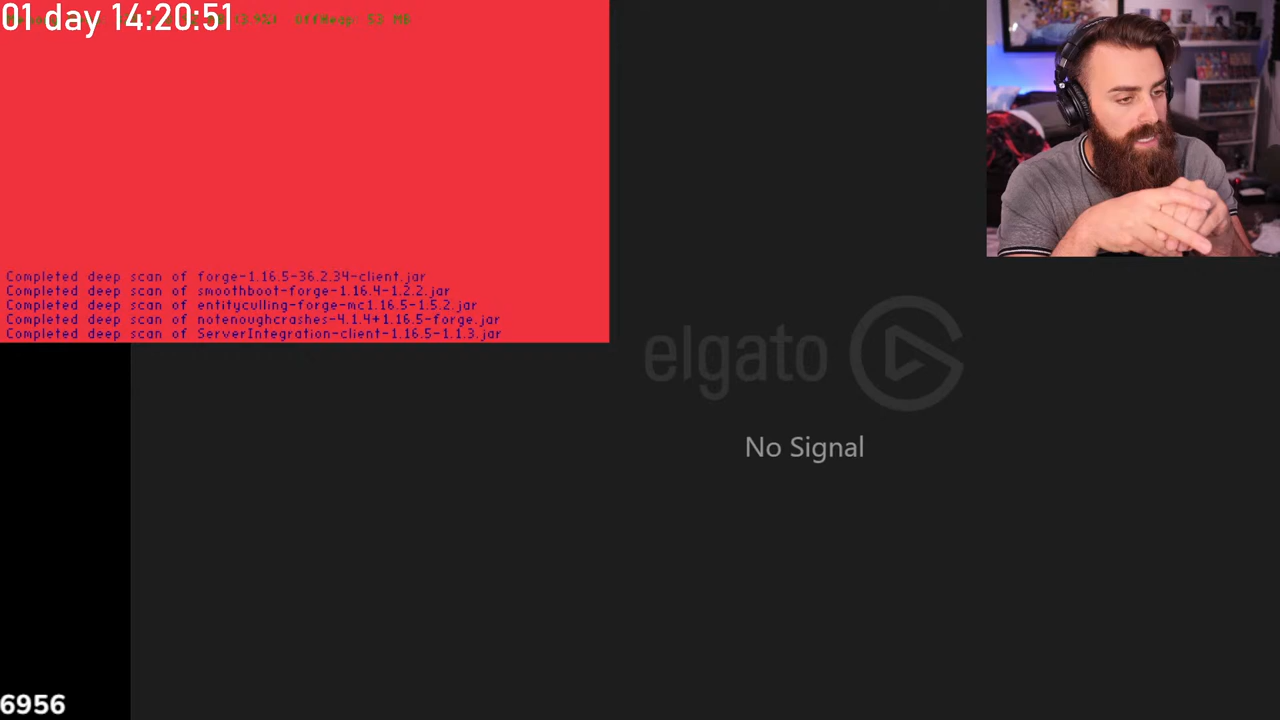 01 day 14:20:51
OffHeap: 53 MB
Completed deep scan of forge-1.16.5-36.2.34-client.jar
Completed deep scan of smoothboot-forge-1.16.4-1.2.2.jar
Completed deep scan of entityculling-forge-mc1.16.5-1.5.2.jar
Completed deep scan of notenoughcrashes-4.1.4+1.16.5-forge.jar
Completed deep scan of ServerIntegration-client-1.16.5-1.1.3.jar
elgato
No Signal
6956